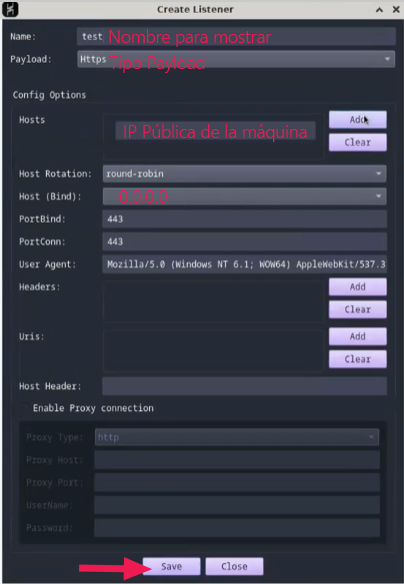 Create Listener
Name: test Nombre para mostrar
Payload: Https Tipo Payload
Config Options
Hosts Add
IP Pública de la máquina
Clear
Host Rotation: round-robin
Host (Bind): 0.0.0.0
PortBind: 443
PortConn: 443
User Agent: Mozilla/5.0 (Windows NT 6.1; WOW64) AppleWebKit/537.3
Headers: Add
Clear
Uris: Add
Clear
Host Header:
Enable Proxy connection
Proxy Type: http
Proxy Host:
Proxy Port:
UserName:
Password:
Save Close